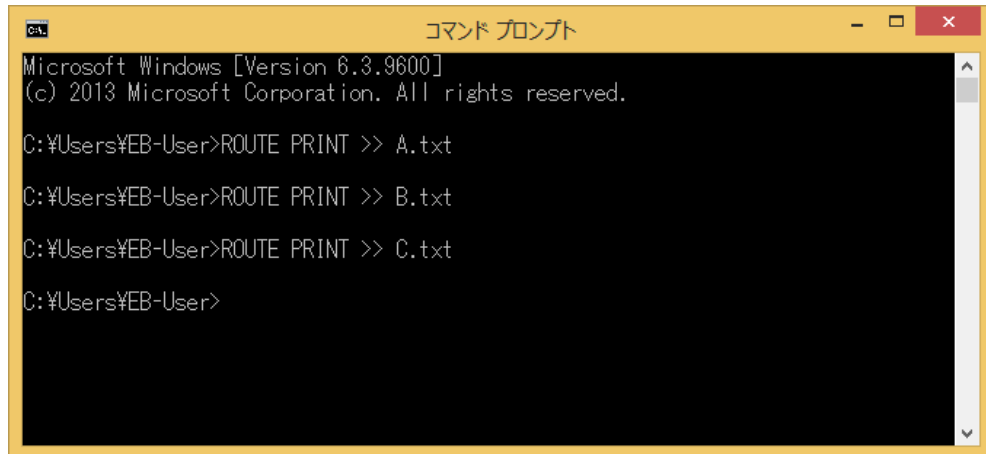 コマンド プロンプト
Microsoft Windows [Version 6.3.9600]
(c) 2013 Microsoft Corporation. All rights reserved.
C:¥Users¥EB-User>ROUTE PRINT >> A.txt
C:¥Users¥EB-User>ROUTE PRINT >> B.txt
C:¥Users¥EB-User>ROUTE PRINT >> C.txt
C:¥Users¥EB-User>